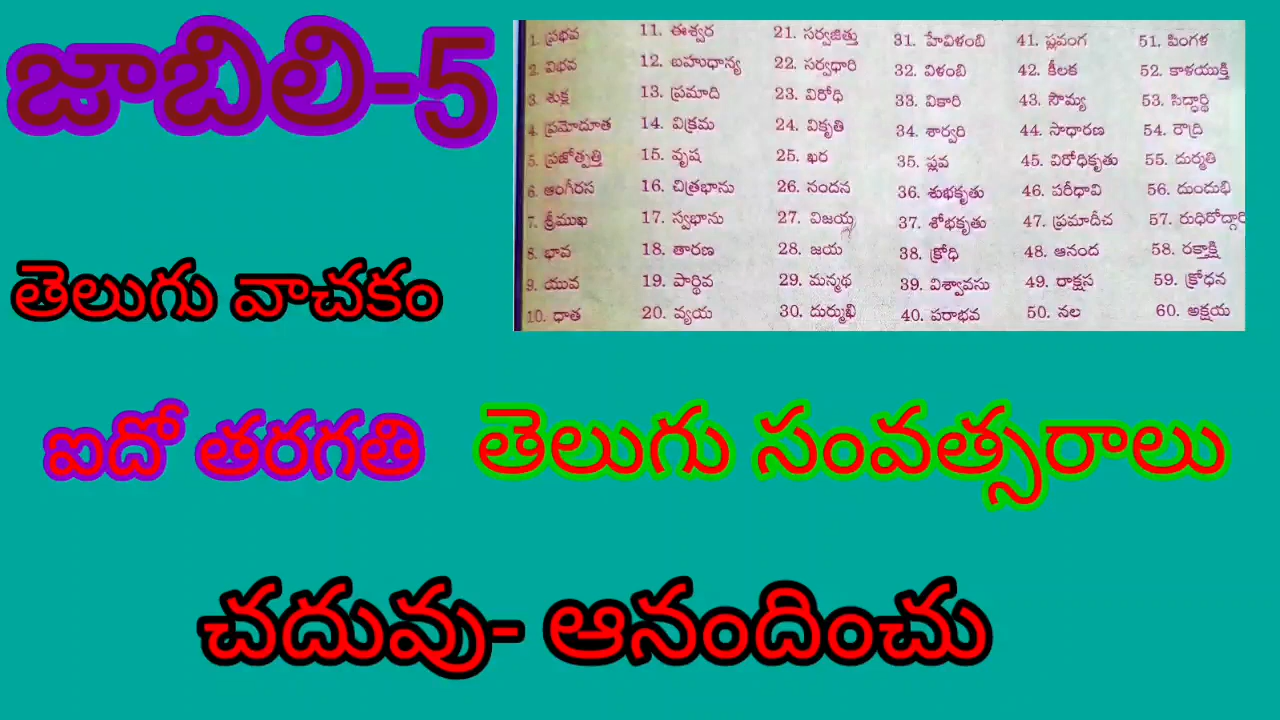 జాబిలి-5
తెలుగు వాచకం
ఐదో తరగతి
1. ప్రభవ
2. విభవ
3. శుక్ల
4. ప్రమోదూత
5. ప్రజోత్పత్తి
6. ఆంగీరస
7. శ్రీముఖ
8. భావ
9. యువ
10. ధాత
11. ఈశ్వర
12. బహుధాన్య
13. ప్రమాది
14. విక్రమ
15. వృష
16. చిత్రభాను
17. స్వభాను
18. తారణ
19. పార్థివ
20. వ్యయ
21. సర్వజిత్తు
22. సర్వధారి
23. విరోధి
24. వికృతి
25. ఖర
26. నందన
27. విజయ
28. జయ
29. మన్మథ
30. దుర్ముఖి
31. హేవిళంబి
32. విళంబి
33. వికారి
34. శార్వరి
35. ప్లవ
36. శుభకృతు
37. శోభకృతు
38. క్రోధి
39. విశ్వావసు
40. పరాభవ
41. ప్లవంగ
42. కీలక
43. సౌమ్య
44. సాధారణ
45. విరోధికృతు
46. పరీధావి
47. ప్రమాదీచ
48. ఆనంద
49. రాక్షస
50. నల
51. పింగళ
52. కాళయుక్తి
53. సిద్ధార్థి
54. రౌద్రి
55. దుర్మతి
56. దుందుభి
57. రుధిరోద్గారి
58. రక్తాక్షి
59. క్రోధన
60. అక్షయ
తెలుగు సంవత్సరాలు
చదువు- ఆనందించు